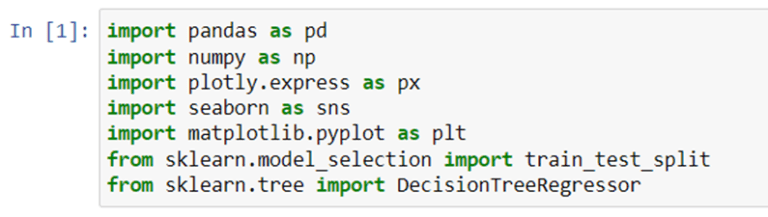 In [1]: import pandas as pd
import numpy as np
import plotly.express as px
import seaborn as sns
import matplotlib.pyplot as plt
from sklearn.model_selection import train_test_split
from sklearn.tree import DecisionTreeRegressor